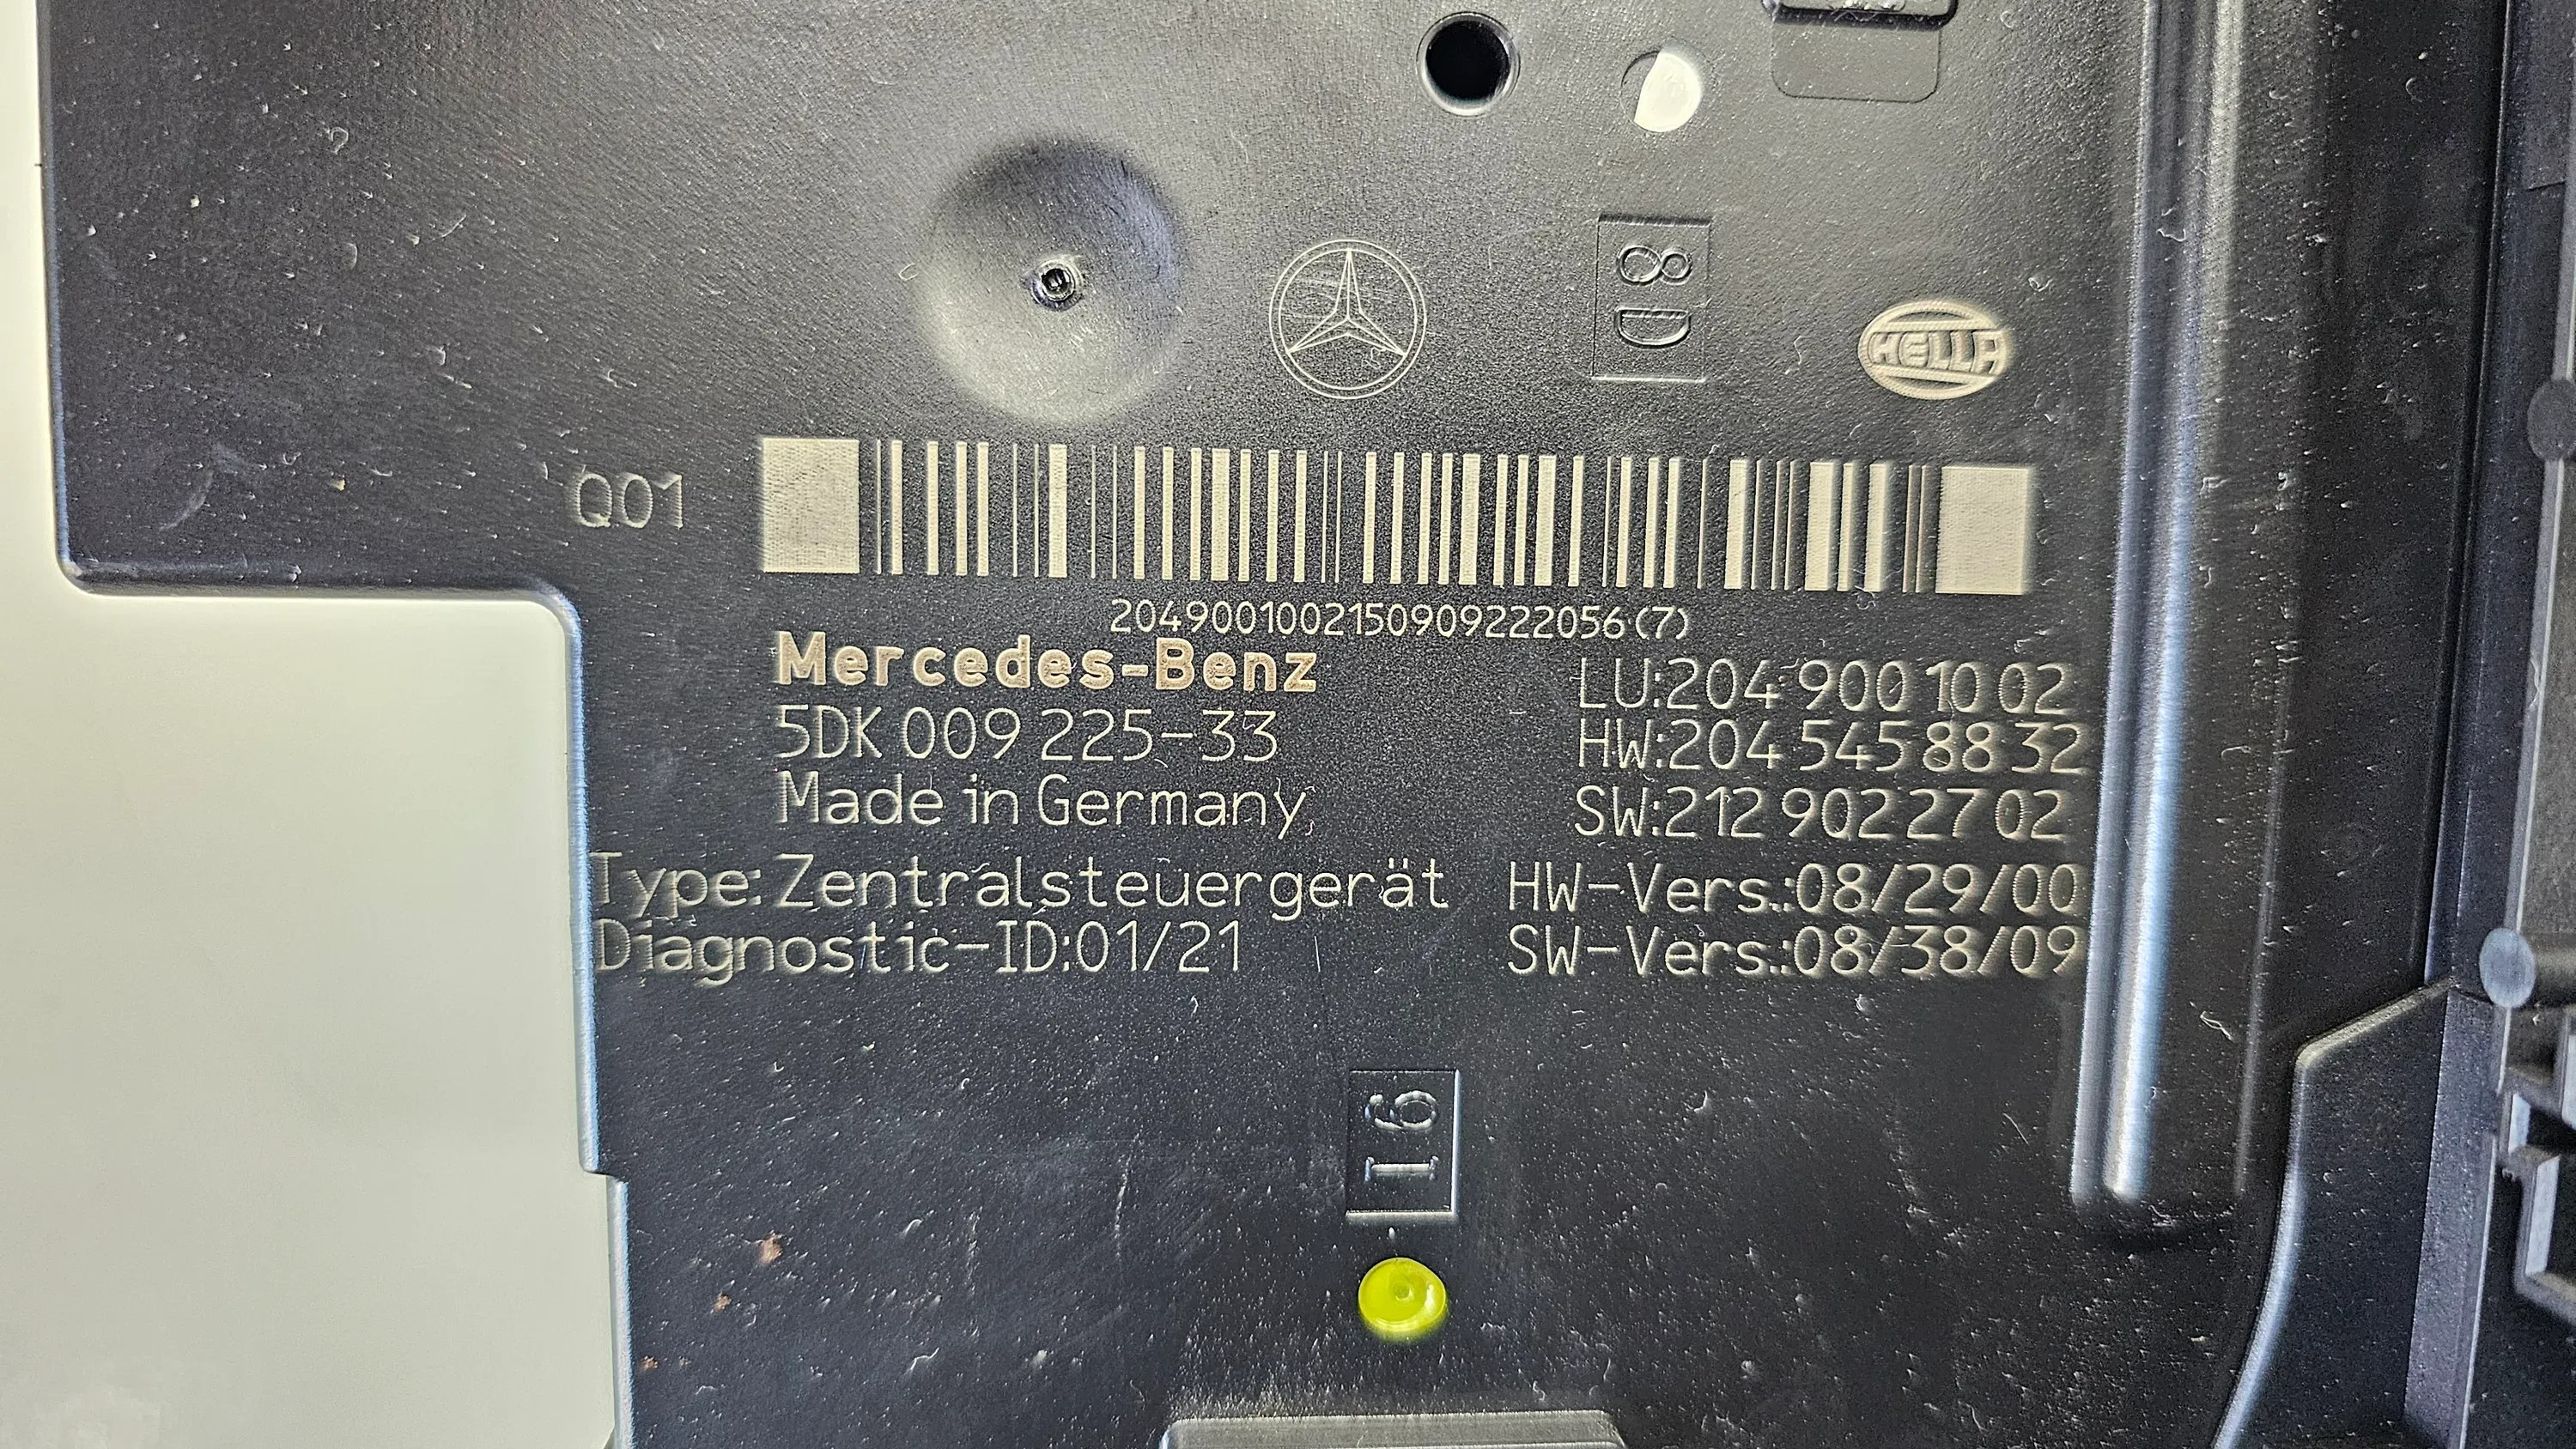 8D
HELLA
Q01
204900100215090922056(7)
Mercedes-Benz
LU:204 900 10 02
5DK 009 225-33
HW:204 545 88 32
Made in Germany
SW:212 902 27 02
Type: Zentralsteuergerät
HW-Vers.:08/29/00
Diagnostic-ID:01/21
SW-Vers.:08/38/09
I6